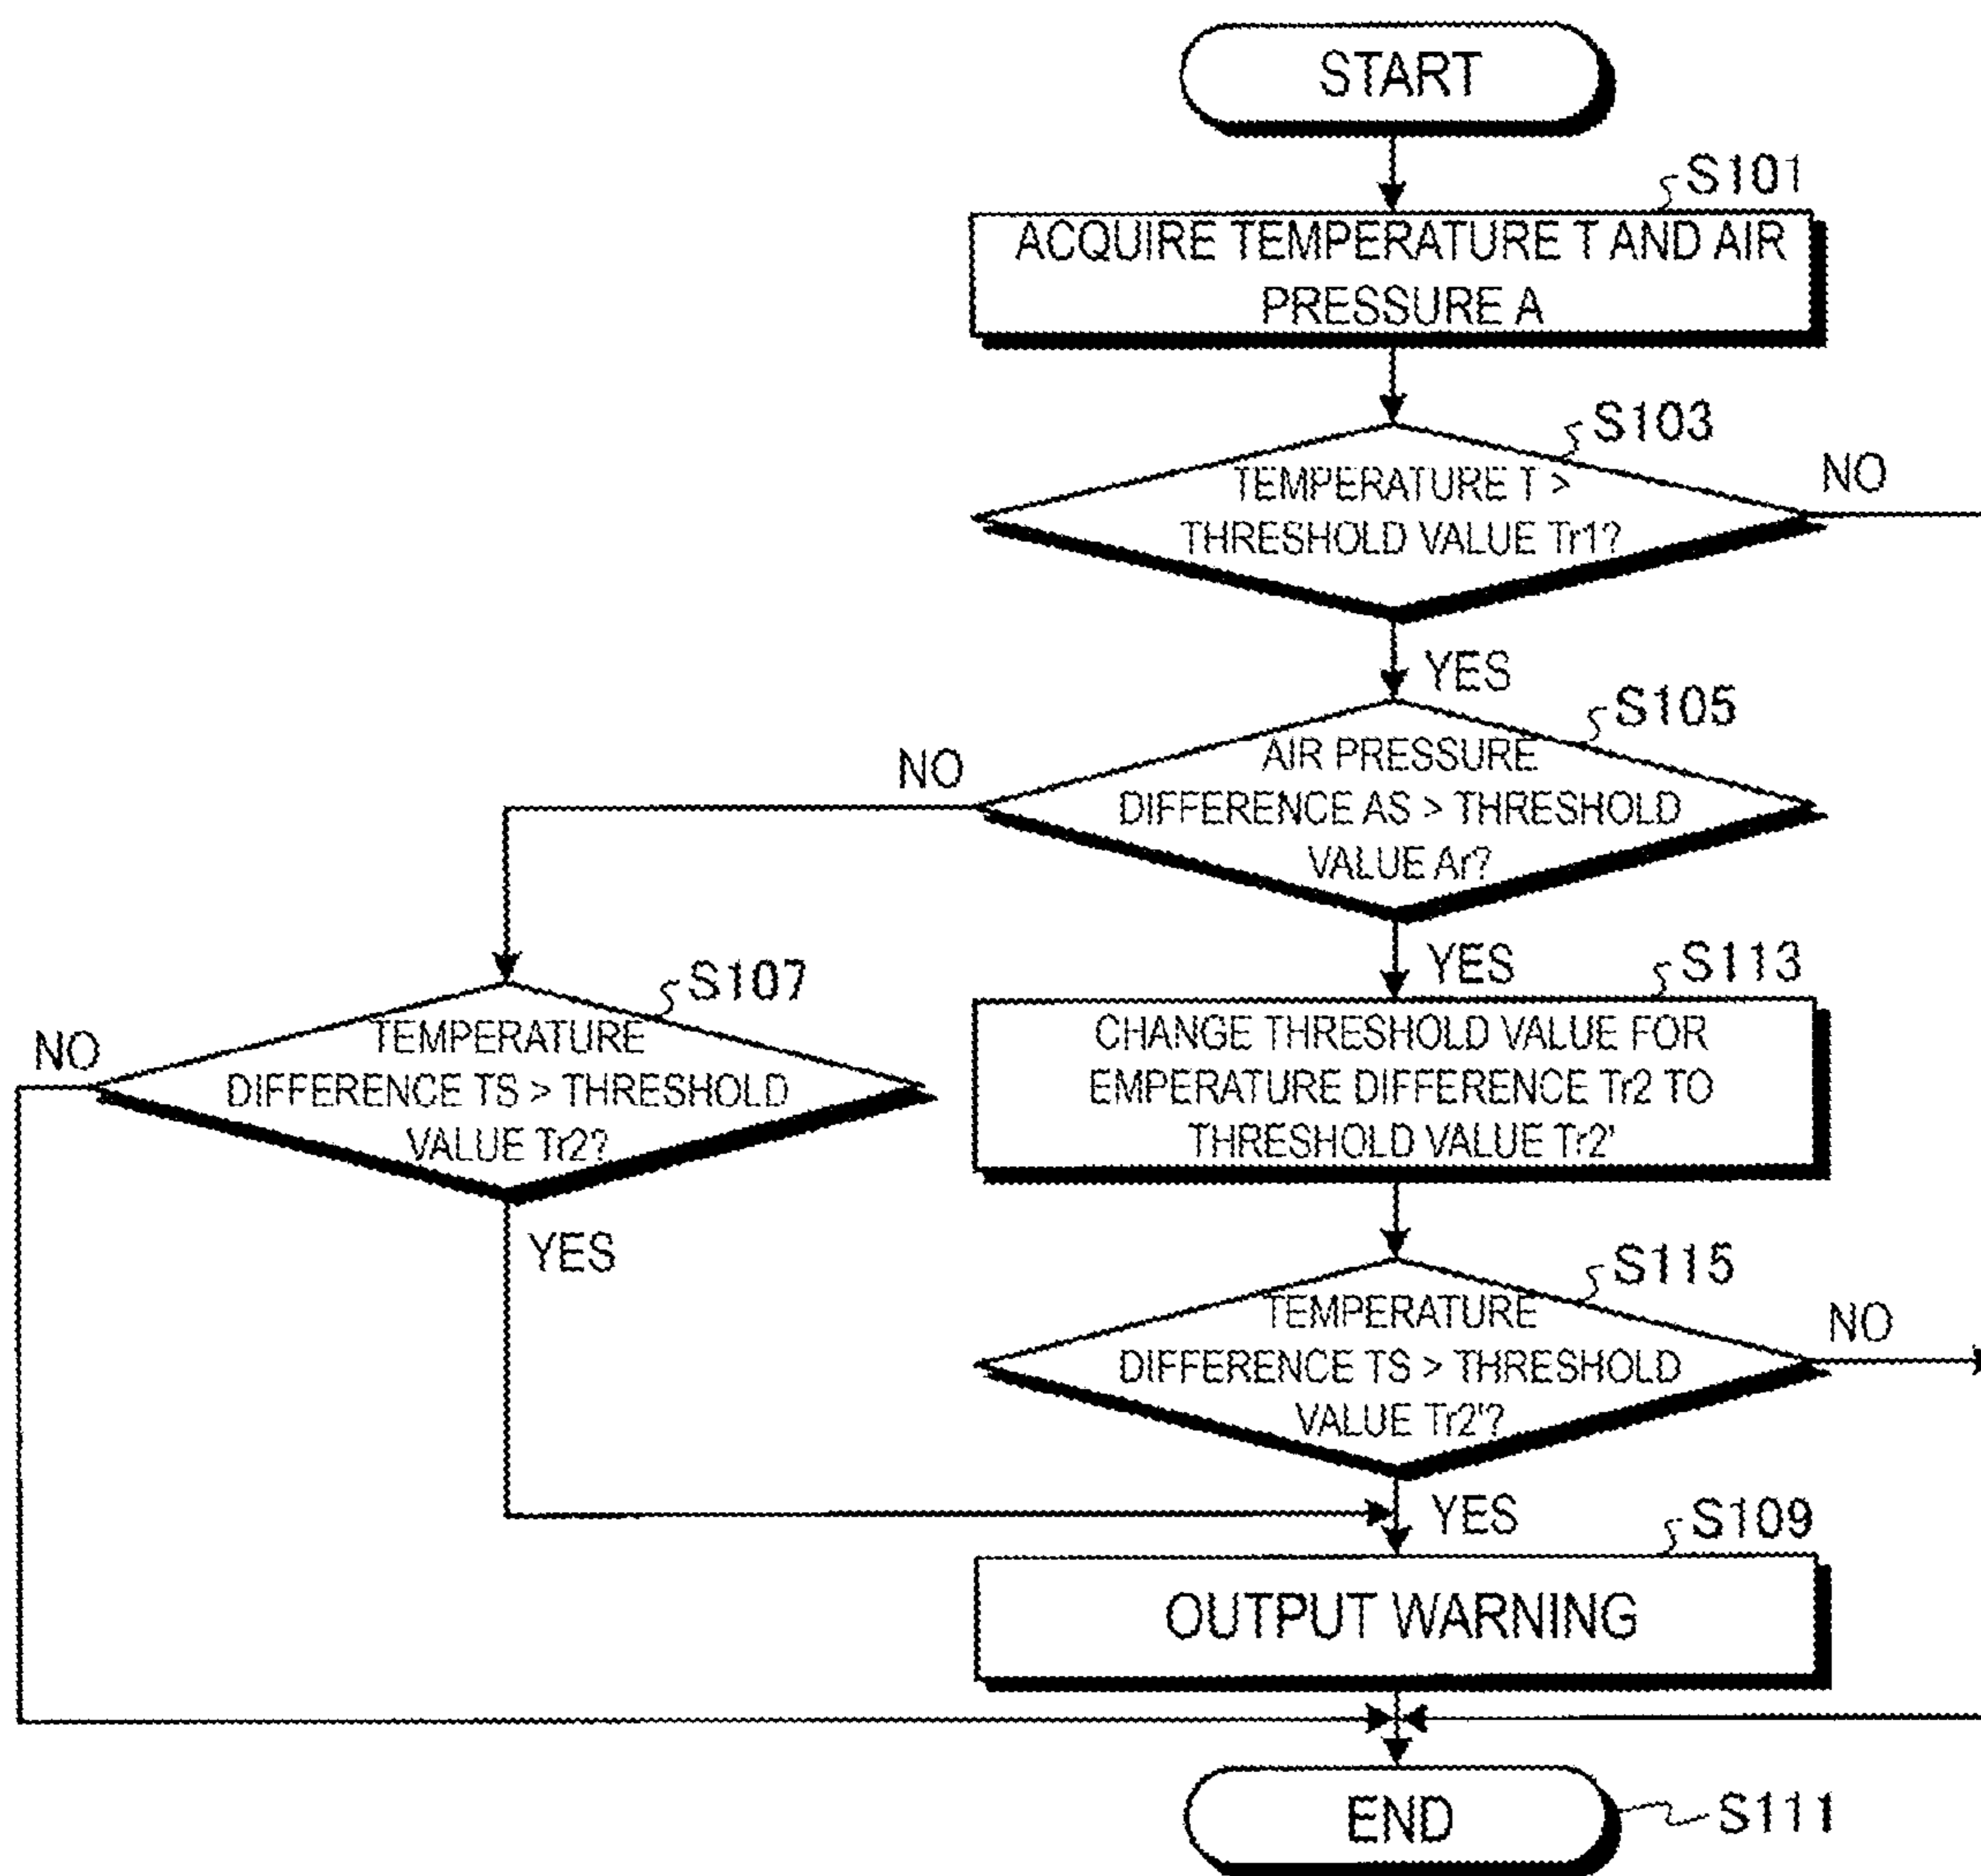 START
S101
ACQUIRE TEMPERATURE T AND AIR
PRESSURE A
S103
TEMPERATURE T >
THRESHOLD VALUE Tr1?
NO
YES
S105
AIR PRESSURE
DIFFERENCE AS > THRESHOLD
VALUE Ar?
NO
YES
S107
TEMPERATURE
DIFFERENCE TS > THRESHOLD
VALUE Tr2?
NO
YES
S113
CHANGE THRESHOLD VALUE FOR
EMPERATURE DIFFERENCE Tr2 TO
THRESHOLD VALUE Tr2'
S115
TEMPERATURE
DIFFERENCE TS > THRESHOLD
VALUE Tr2'?
NO
YES
S109
OUTPUT WARNING
END
S111